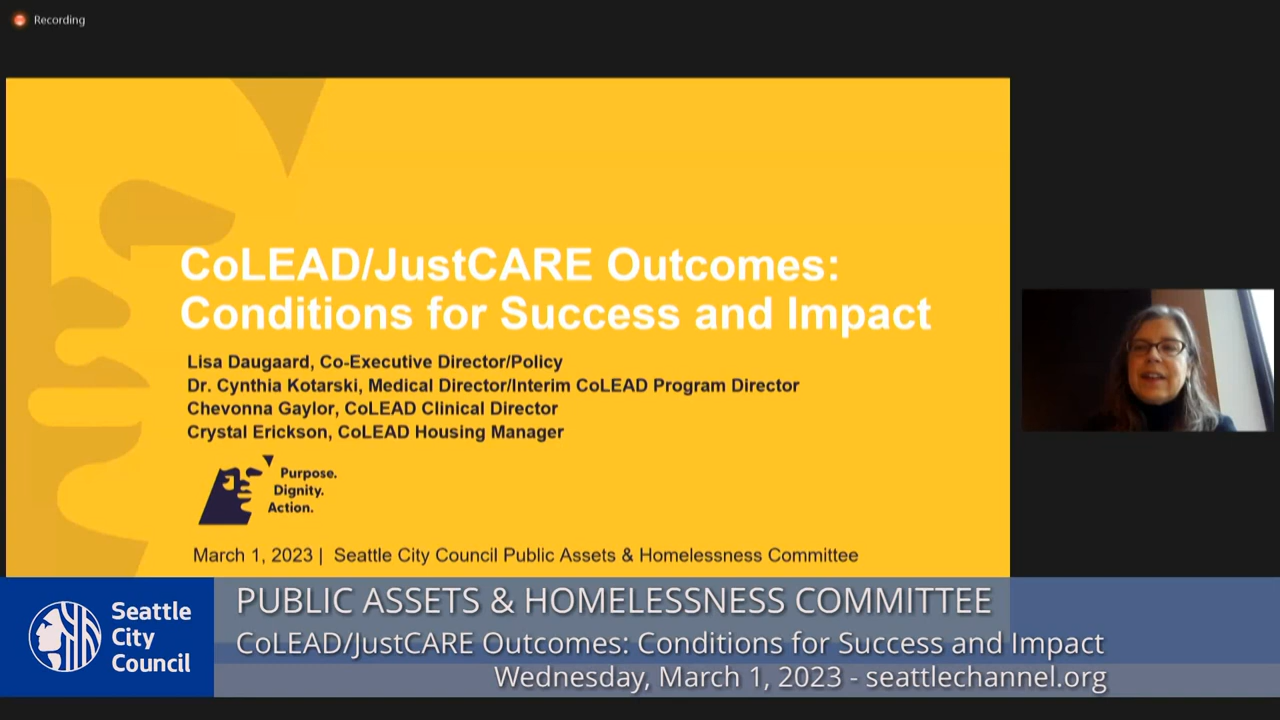 Recording
CoLEAD/JustCARE Outcomes:
Conditions for Success and Impact
Lisa Daugaard, Co-Executive Director/Policy
Dr. Cynthia Kotarski, Medical Director/Interim CoLEAD Program Director
Chevonna Gaylor, CoLEAD Clinical Director
Crystal Erickson, CoLEAD Housing Manager
Purpose.
Dignity.
Action.
March 1, 2023 | Seattle City Council Public Assets & Homelessness Committee
Seattle
City
Council
PUBLIC ASSETS & HOMELESSNESS COMMITTEE
CoLEAD/JustCARE Outcomes: Conditions for Success and Impact
Wednesday, March 1, 2023 - seattlechannel.org